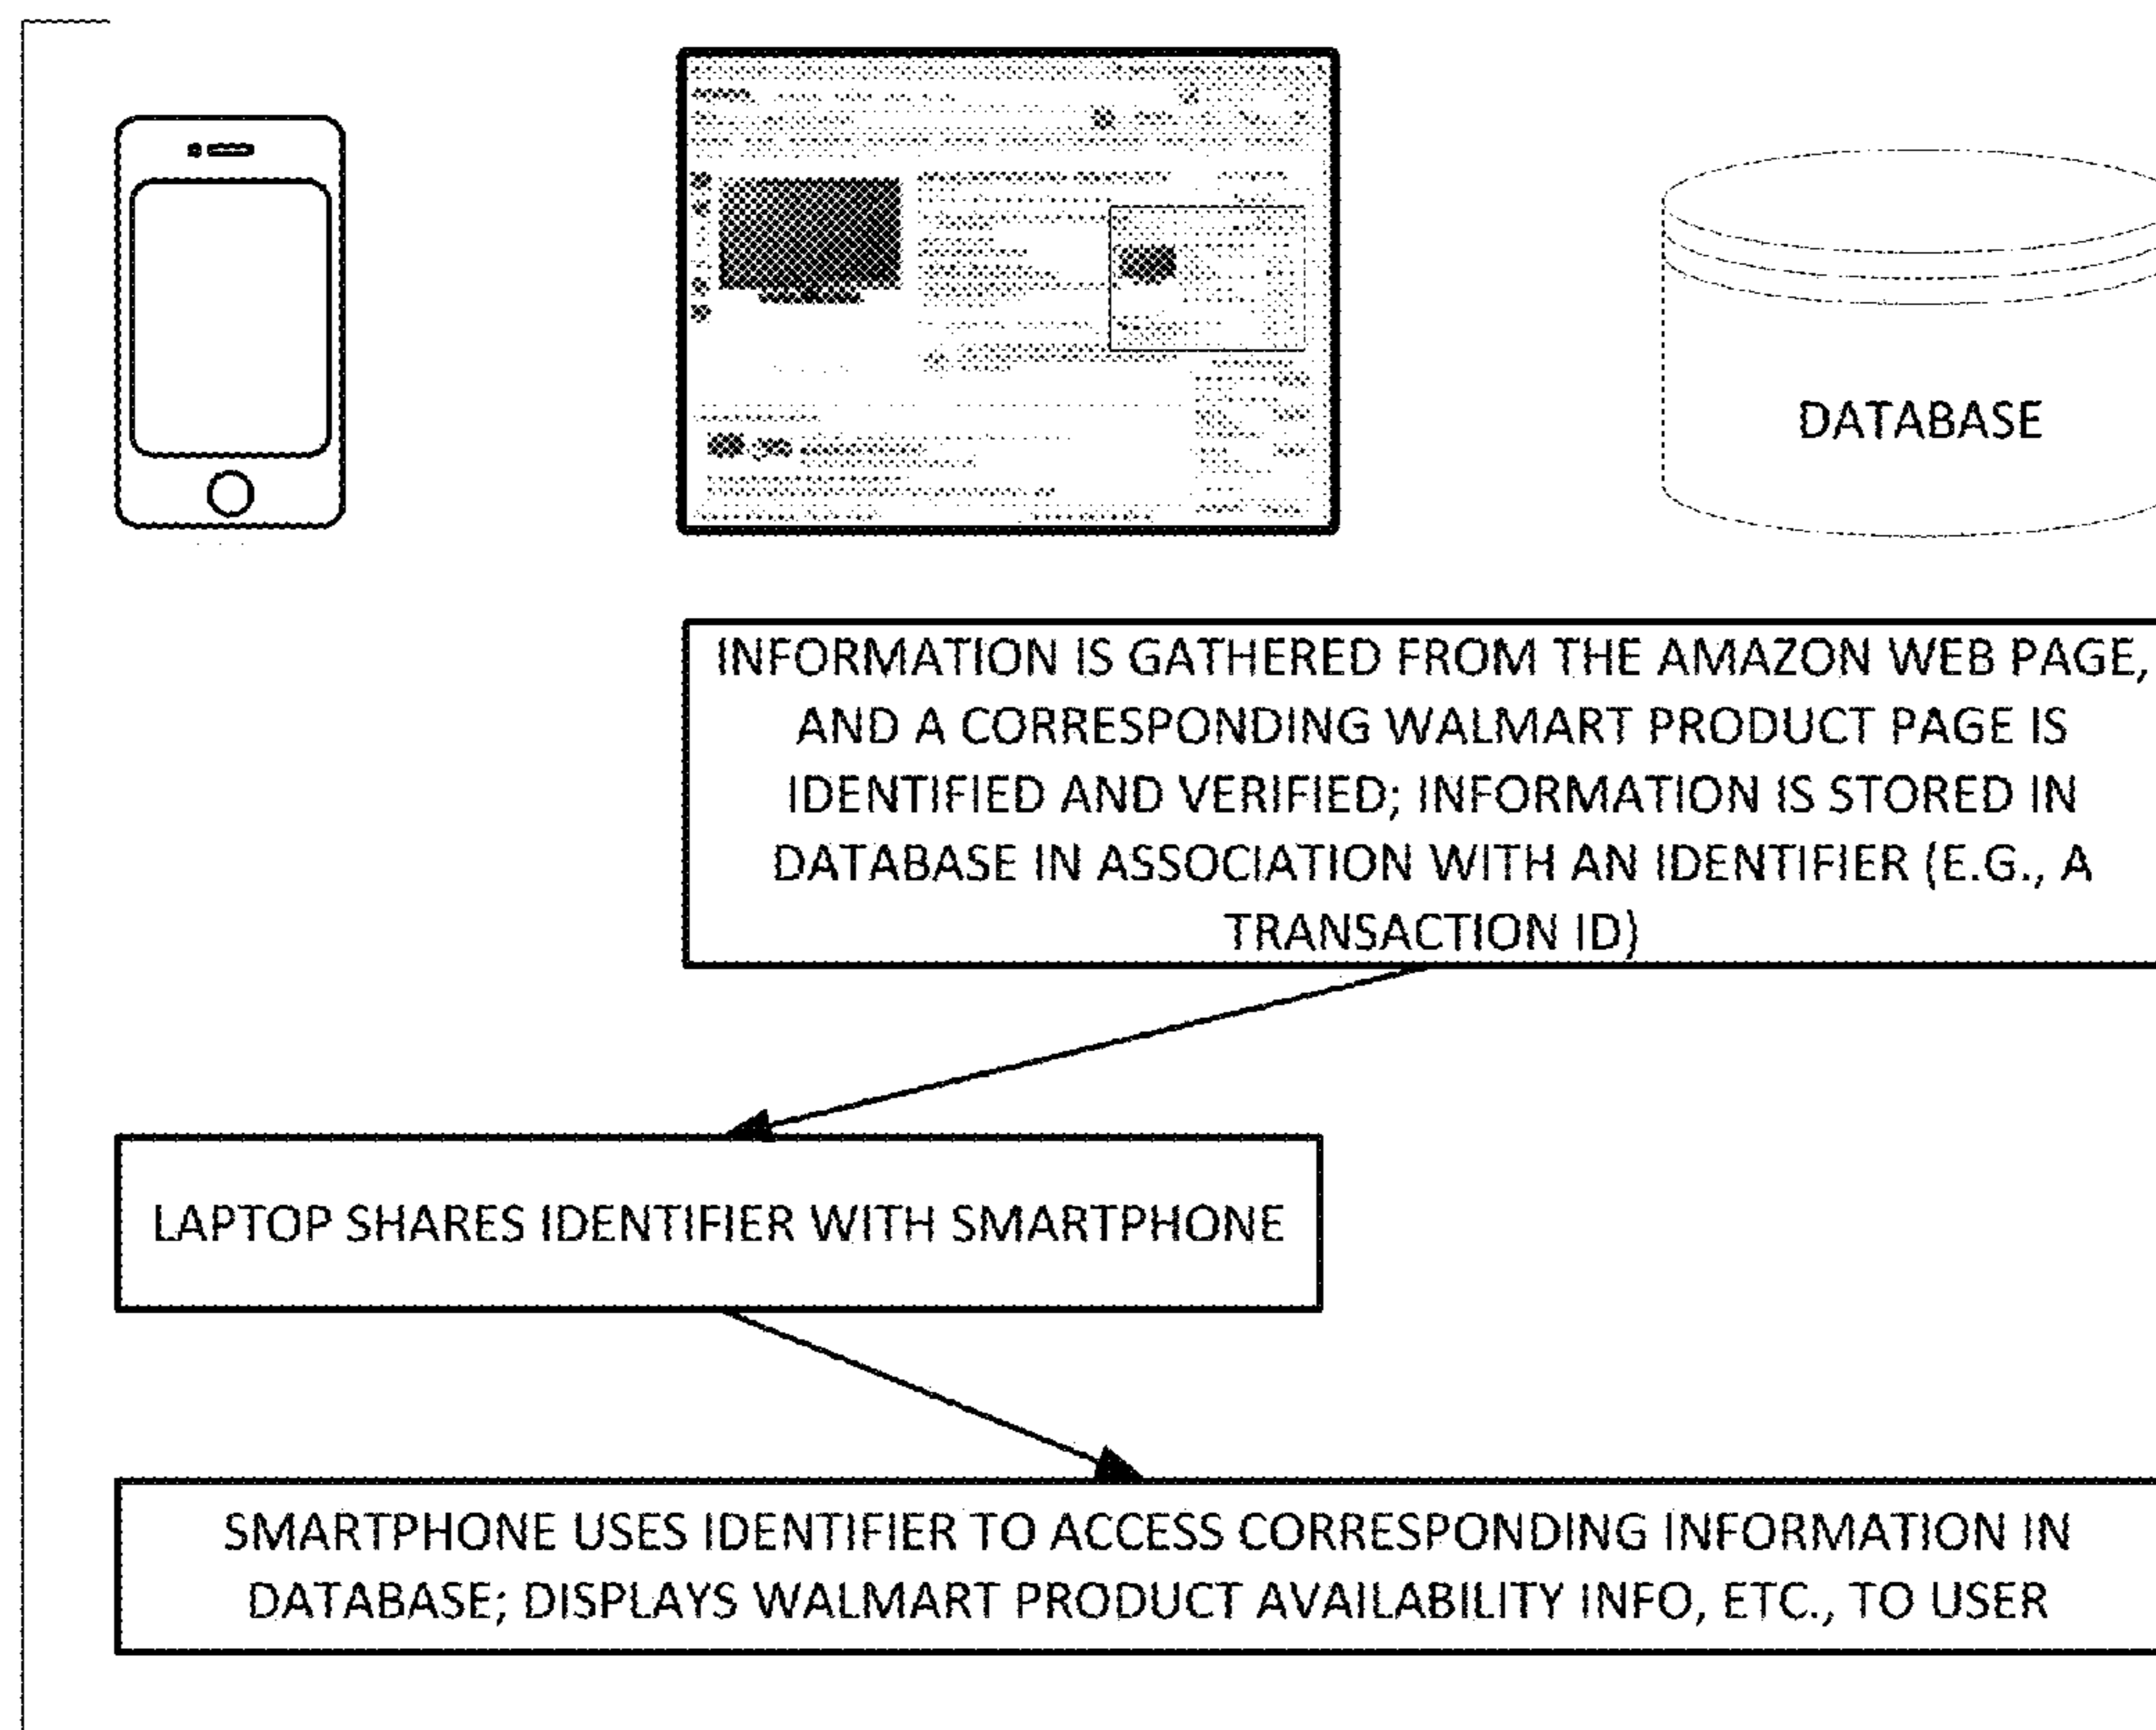 DATABASE
INFORMATION IS GATHERED FROM THE AMAZON WEB PAGE,
AND A CORRESPONDING WALMART PRODUCT PAGE IS
IDENTIFIED AND VERIFIED; INFORMATION IS STORED IN
DATABASE IN ASSOCIATION WITH AN IDENTIFIER (E.G., A
TRANSACTION ID)
LAPTOP SHARES IDENTIFIER WITH SMARTPHONE
SMARTPHONE USES IDENTIFIER TO ACCESS CORRESPONDING INFORMATION IN
DATABASE; DISPLAYS WALMART PRODUCT AVAILABILITY INFO, ETC., TO USER